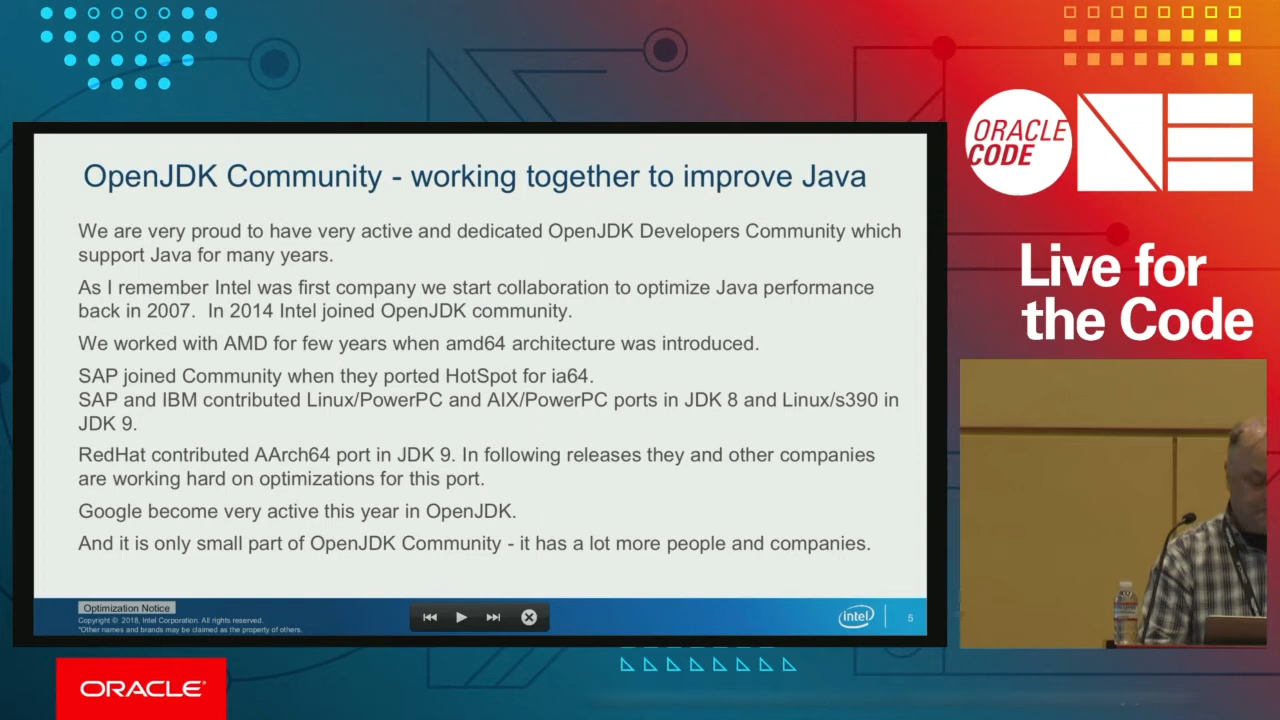 OpenJDK Community - working together to improve Java
We are very proud to have very active and dedicated OpenJDK Developers Community which
support Java for many years.
As I remember Intel was first company we start collaboration to optimize Java performance
back in 2007. In 2014 Intel joined OpenJDK community.
We worked with AMD for few years when amd64 architecture was introduced.
SAP joined Community when they ported HotSpot for ia64.
SAP and IBM contributed Linux/PowerPC and AIX/PowerPC ports in JDK 8 and Linux/s390 in
JDK 9.
RedHat contributed AArch64 port in JDK 9. In following releases they and other companies
are working hard on optimizations for this port.
Google become very active this year in OpenJDK.
And it is only small part of OpenJDK Community - it has a lot more people and companies.
Optimization Notice
Copyright © 2018, Intel Corporation. All rights reserved.
*Other names and brands may be claimed as the property of others.
intel
5
ORACLE
CODE
ONE
Live for
the Code
ORACLE